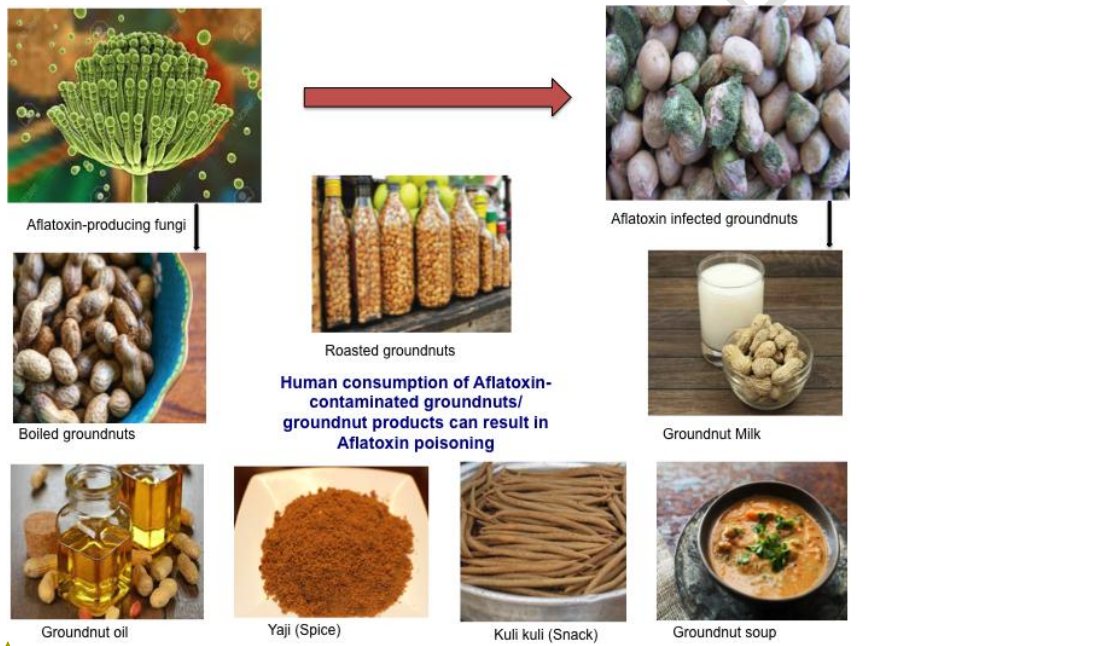 Aflatoxin-producing fungi
Aflatoxin infected groundnuts
Roasted groundnuts
Human consumption of Aflatoxin-
contaminated groundnuts/
groundnut products can result in
Aflatoxin poisoning
Boiled groundnuts
Groundnut Milk
Groundnut oil
Yaji (Spice)
Kuli kuli (Snack)
Groundnut soup